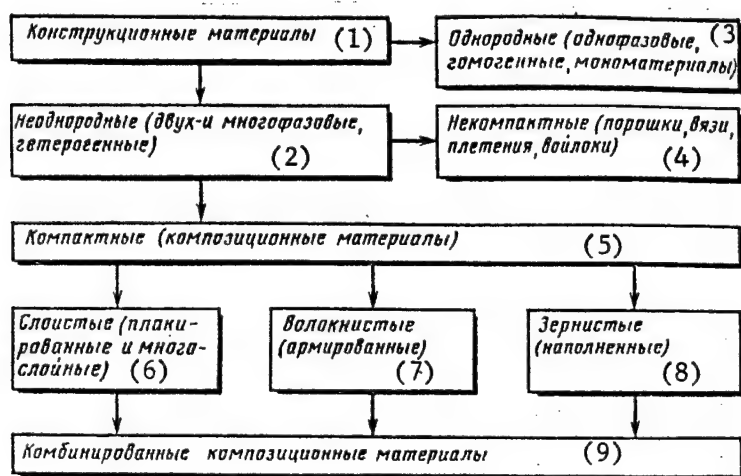 Конструкционные материалы (1)
Однородные (однофазовые, (3
гомогенные, мономатериалы)
Неоднородные (двух-и многофазовые,
гетерогенные) (2)
Некомпактные (порошки, вязи,
плетения, войлоки) (4)
Компактные (композиционные материалы) (5)
Слоистые (плаки-
рованные и много-
слойные) (6)
Волокнистые
(армированные) (7)
Зернистые
(наполненные) (8)
Комбинированные композиционные материалы (9)